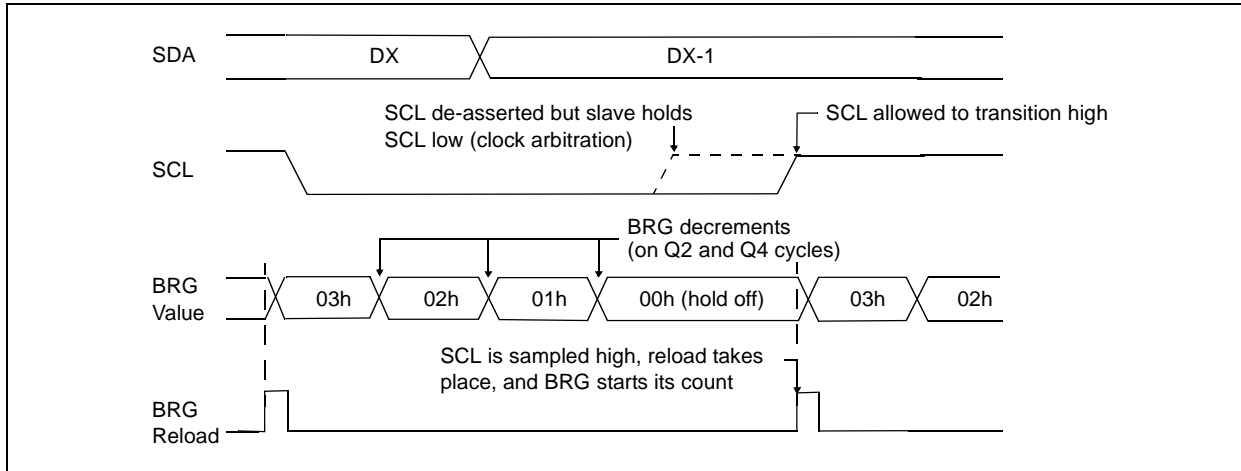 SDA
DX
DX-1
SCL de-asserted but slave holds
SCL low (clock arbitration)
SCL allowed to transition high
SCL
BRG decrements
(on Q2 and Q4 cycles)
BRG
Value
03h
02h
01h
00h (hold off)
03h
02h
SCL is sampled high, reload takes
place, and BRG starts its count
BRG
Reload